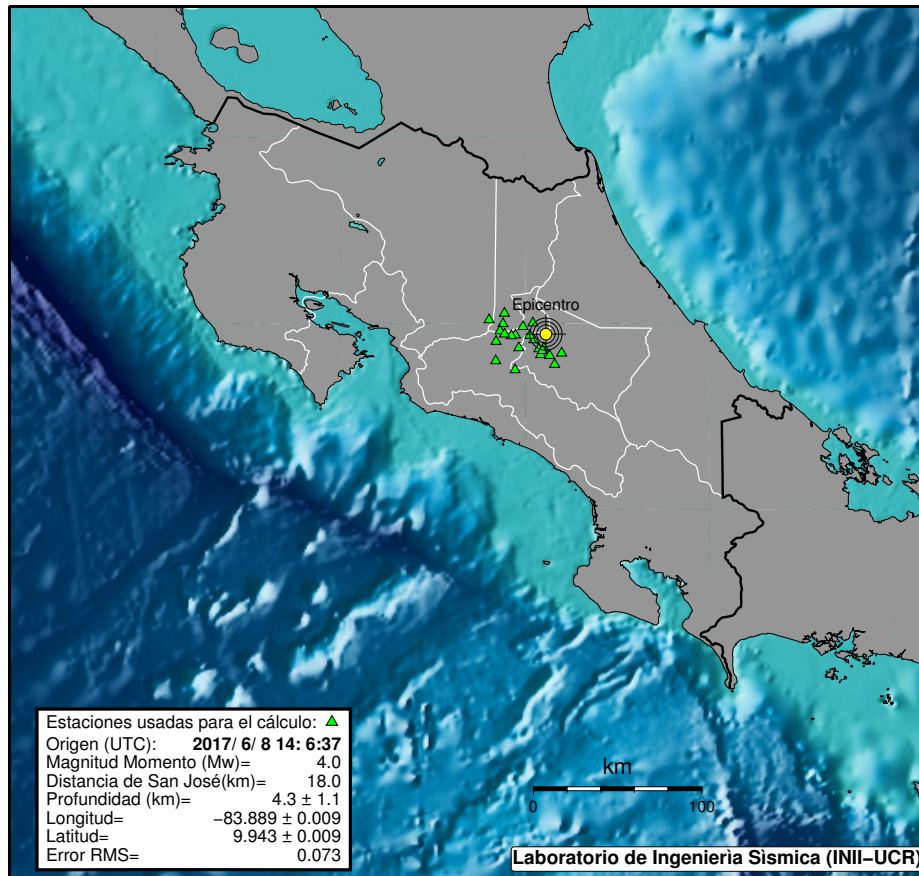 Epicentro
Estaciones usadas para el cálculo:
Origen (UTC): 2017/ 6/ 8 14: 6:37
Magnitud Momento (Mw)= 4.0
Distancia de San José(km)= 18.0
Profundidad (km)= 4.3 ± 1.1
Longitud= −83.889 ± 0.009
Latitud= 9.943 ± 0.009
Error RMS= 0.073
km
0 100
Laboratorio de Ingenierìa Sìsmica (INII−UCR)